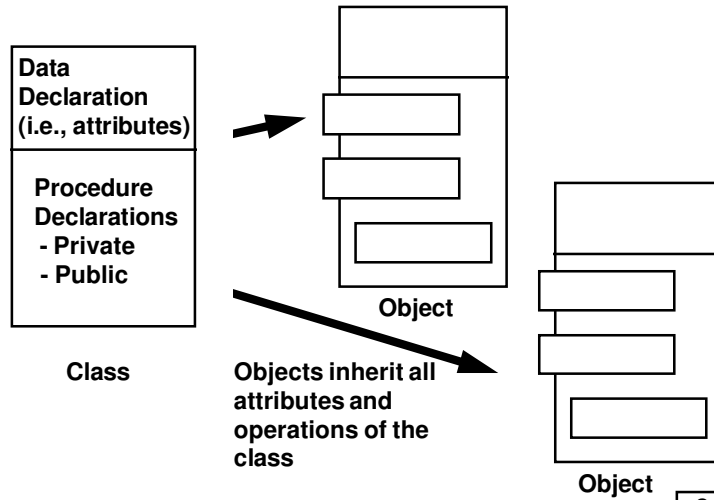 Data
Declaration
(i.e., attributes)
Procedure
Declarations
- Private
- Public
Class
Object
Objects inherit all
attributes and
operations of the
class
Object